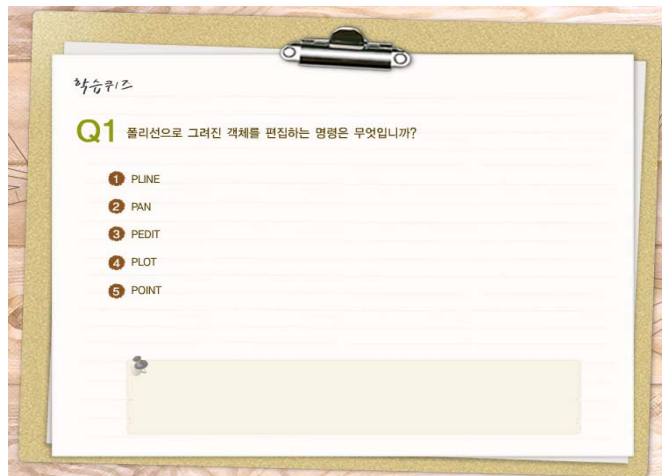 학습퀴즈
Q1 폴리선으로 그려진 객체를 편집하는 명령은 무엇입니까?
1 PLINE
2 PAN
3 PEDIT
4 PLOT
5 POINT